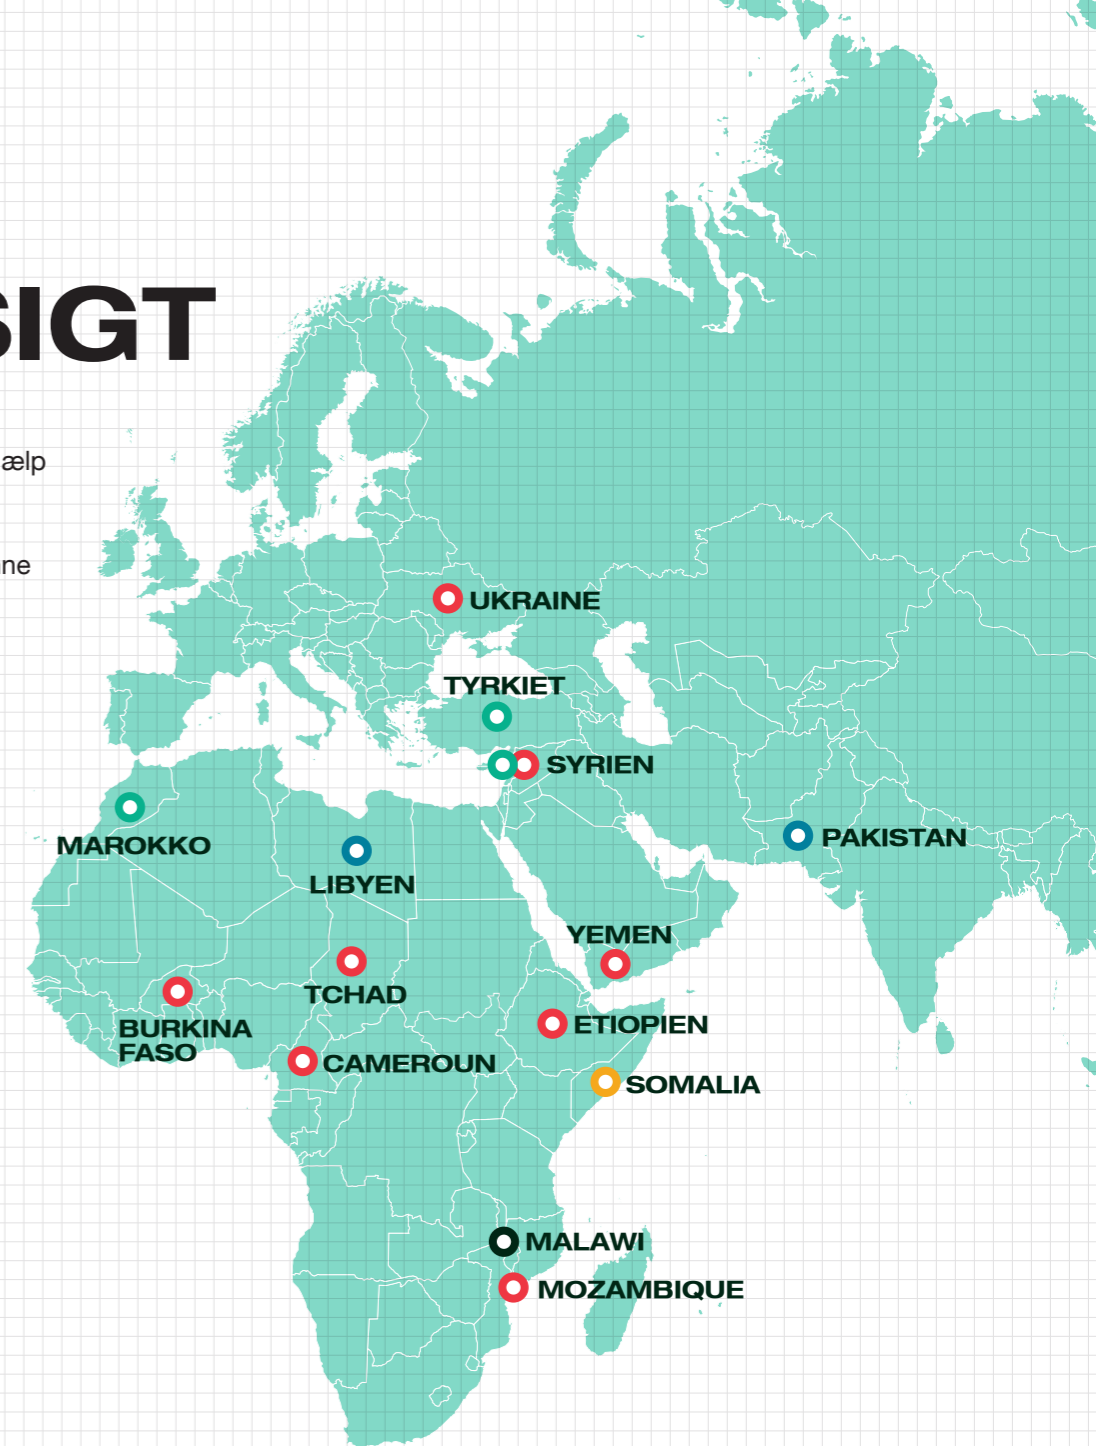 SIGT
ælp
ne
UKRAINE
TYRKIET
SYRIEN
MAROKKO
LIBYEN
PAKISTAN
YEMEN
TCHAD
BURKINA
FASO
ETIOPIEN
CAMEROUN
SOMALIA
MALAWI
MOZAMBIQUE